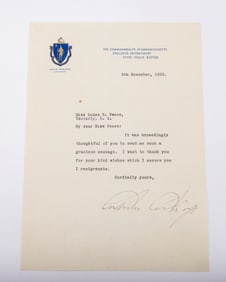 THE COMMONWEALTH OF MASSACHUSETTS
EXECUTIVE DEPARTMENT
STATE HOUSE BOSTON
6th November, 1920.
Miss Laura
My dear Miss Pease:
It was exceedingly
thoughtful of you to send me such a
gracious message. I want to thank you
for your kind wishes which I assure you
I reciprocate.
Cordially yours,